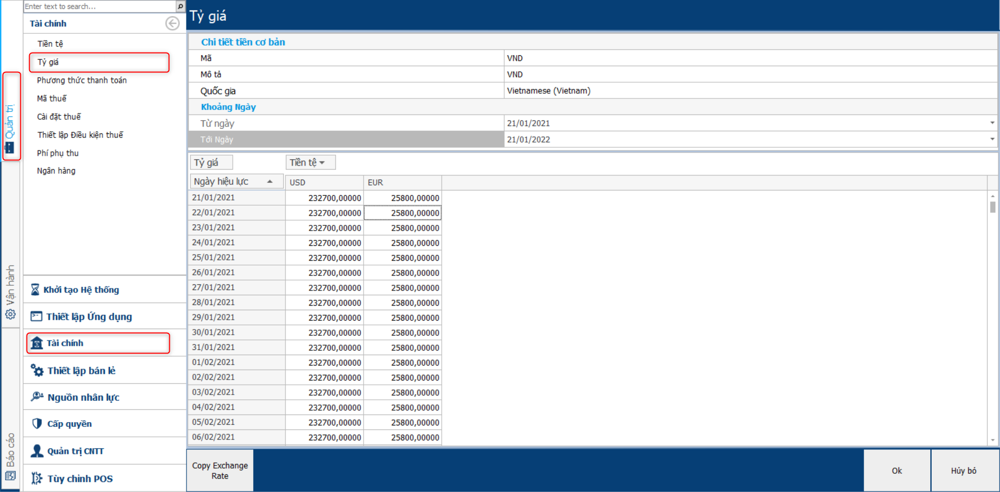 Enter text to search...
Tài chính
Tiền tệ
Tỷ giá
Phương thức thanh toán
Mã thuế
Cài đặt thuế
Thiết lập Điều kiện thuế
Phí phụ thu
Ngân hàng
Quản trị
Vận hành
Báo cáo
Khởi tạo Hệ thống
Thiết lập Ứng dụng
Tài chính
Thiết lập bán lẻ
Nguồn nhân lực
Cấp quyền
Quản trị CNTT
Tùy chỉnh POS
Tỷ giá
Chi tiết tiền cơ bản
Mã VND
Mô tả VND
Quốc gia Vietnamese (Vietnam)
Khoảng Ngày
Từ ngày 21/01/2021
Tới Ngày 21/01/2022
Tỷ giá Tiền tệ
Ngày hiệu lực USD EUR
21/01/2021 232700,00000 25800,00000
22/01/2021 232700,00000 25800,00000
23/01/2021 232700,00000 25800,00000
24/01/2021 232700,00000 25800,00000
25/01/2021 232700,00000 25800,00000
26/01/2021 232700,00000 25800,00000
27/01/2021 232700,00000 25800,00000
28/01/2021 232700,00000 25800,00000
29/01/2021 232700,00000 25800,00000
30/01/2021 232700,00000 25800,00000
31/01/2021 232700,00000 25800,00000
01/02/2021 232700,00000 25800,00000
02/02/2021 232700,00000 25800,00000
03/02/2021 232700,00000 25800,00000
04/02/2021 232700,00000 25800,00000
05/02/2021 232700,00000 25800,00000
06/02/2021 232700,00000 25800,00000
Copy Exchange
Rate
Ok
Hủy bỏ